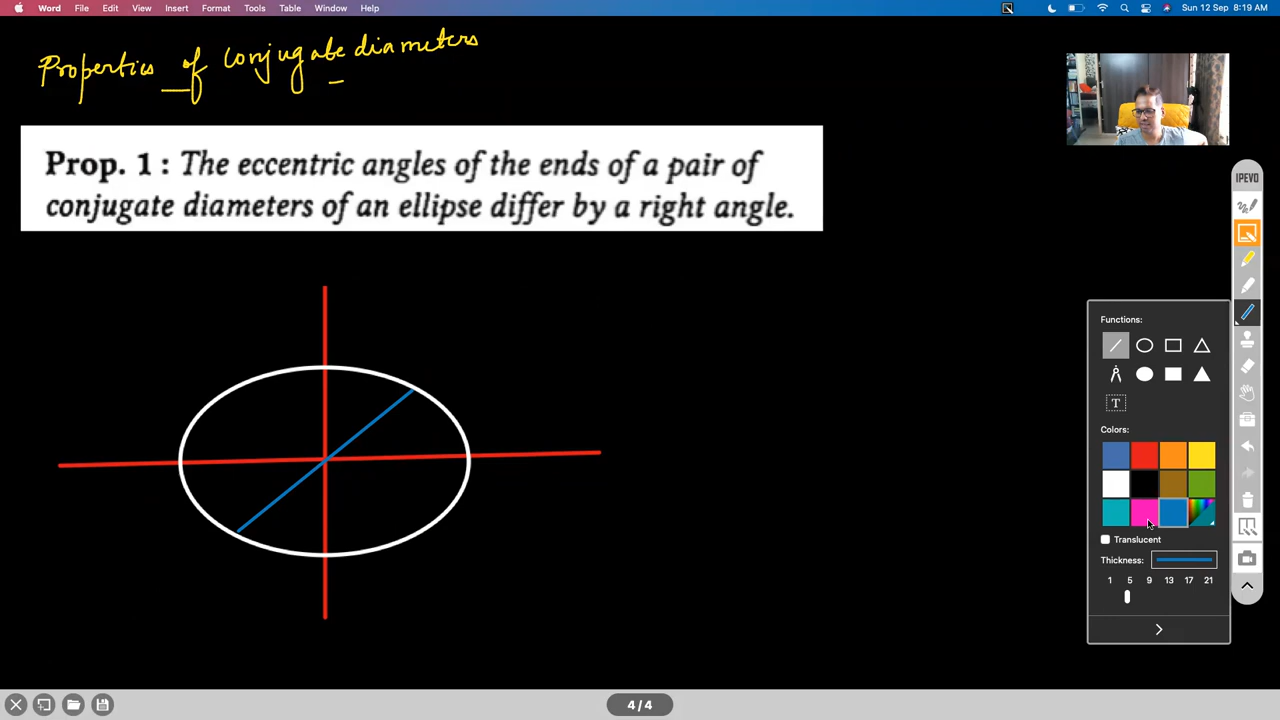 Word File Edit View Insert Format Tools Table Window Help Sun 12 Sep 8:19 AM
Properties of conjugate diameters
Prop. 1 : The eccentric angles of the ends of a pair of
conjugate diameters of an ellipse differ by a right angle.
IPEVO
Functions:
T
Colors:
Translucent
Thickness:
1 5 9 13 17 21
4 / 4